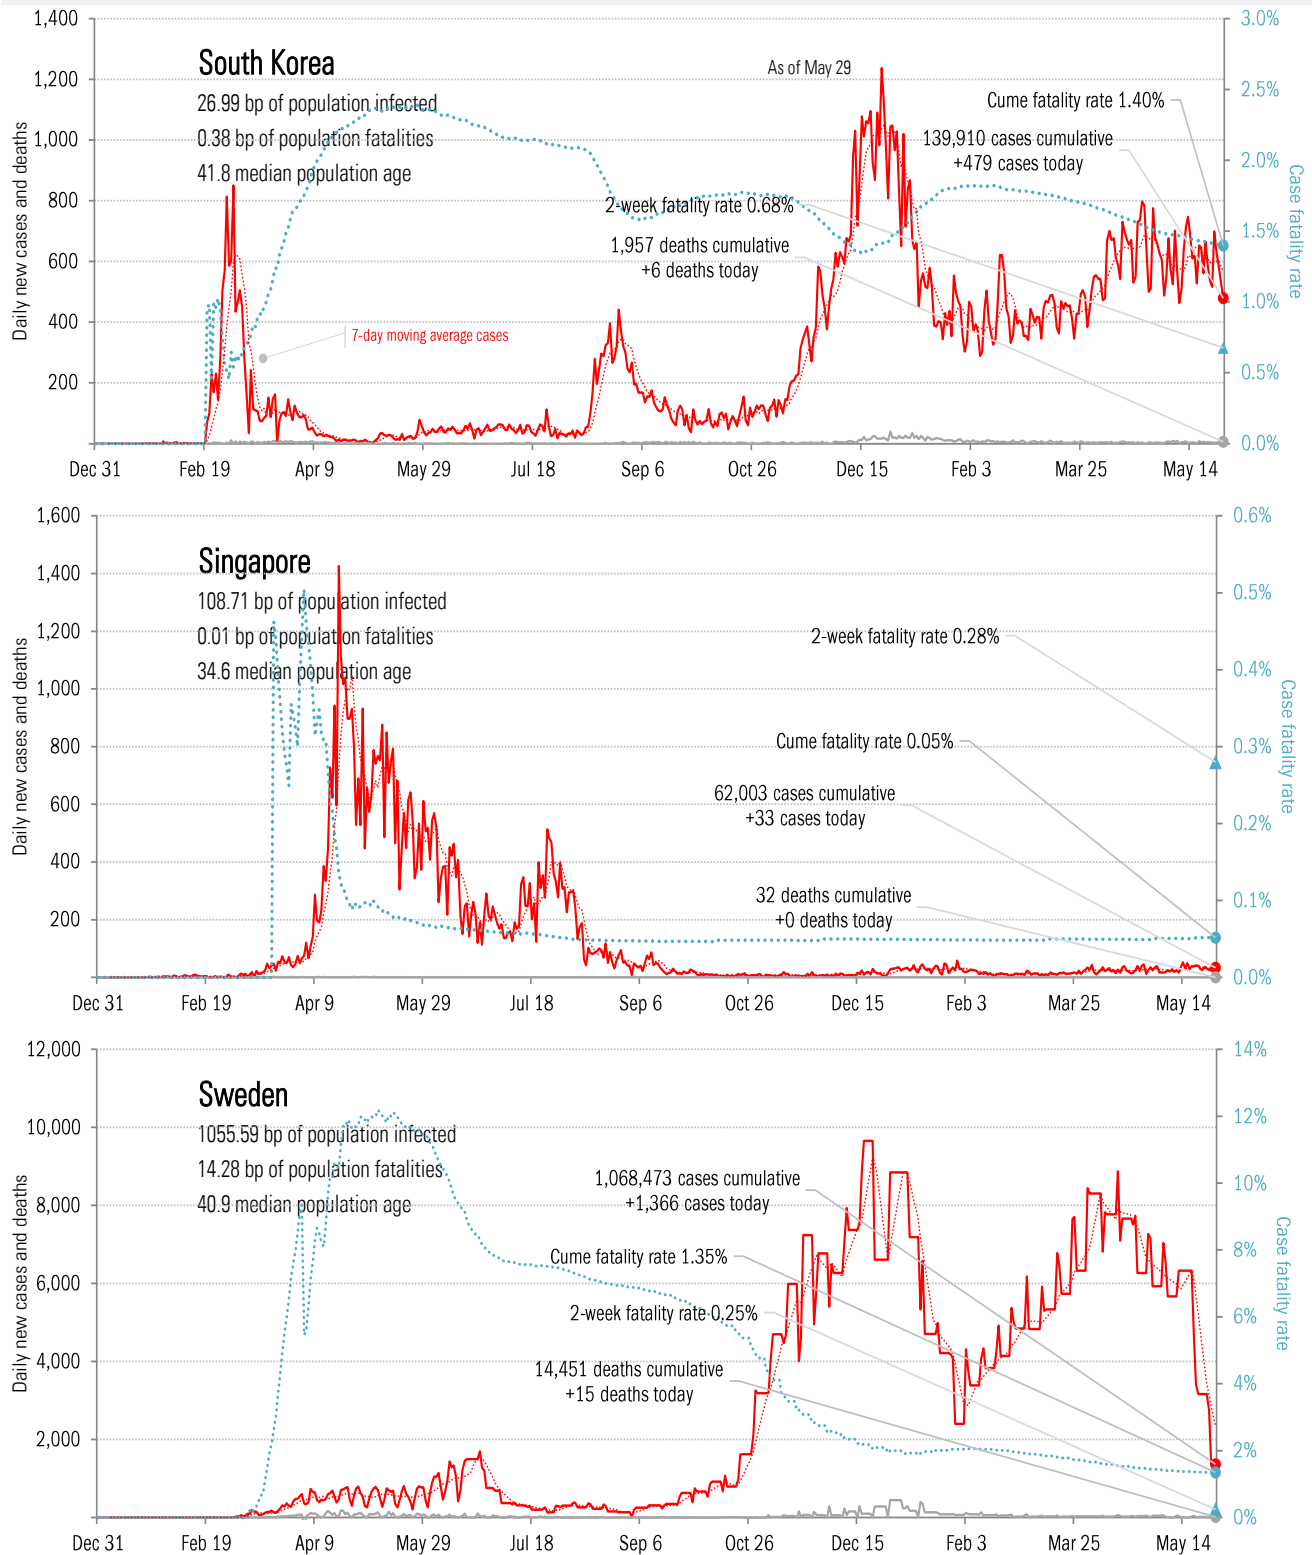 South Korea
26.99 bp of population infected
0.38 bp of population fatalities
41.8 median population age
As of May 29
Cume fatality rate 1.40%
139,910 cases cumulative
+479 cases today
2-week fatality rate 0.68%
1,957 deaths cumulative
+6 deaths today
7-day moving average cases
Daily new cases and deaths
Case fatality rate
1,400
1,200
1,000
800
600
400
200
3.0%
2.5%
2.0%
1.5%
1.0%
0.5%
0.0%
Dec 31 Feb 19 Apr 9 May 29 Jul 18 Sep 6 Oct 26 Dec 15 Feb 3 Mar 25 May 14
Singapore
108.71 bp of population infected
0.01 bp of population fatalities
34.6 median population age
2-week fatality rate 0.28%
Cume fatality rate 0.05%
62,003 cases cumulative
+33 cases today
32 deaths cumulative
+0 deaths today
Daily new cases and deaths
Case fatality rate
1,600
1,400
1,200
1,000
800
600
400
200
0.6%
0.5%
0.4%
0.3%
0.2%
0.1%
0.0%
Dec 31 Feb 19 Apr 9 May 29 Jul 18 Sep 6 Oct 26 Dec 15 Feb 3 Mar 25 May 14
Sweden
1055.59 bp of population infected
14.28 bp of population fatalities
40.9 median population age
1,068,473 cases cumulative
+1,366 cases today
Cume fatality rate 1.35%
2-week fatality rate 0.25%
14,451 deaths cumulative
+15 deaths today
Daily new cases and deaths
Case fatality rate
12,000
10,000
8,000
6,000
4,000
2,000
14%
12%
10%
8%
6%
4%
2%
0%
Dec 31 Feb 19 Apr 9 May 29 Jul 18 Sep 6 Oct 26 Dec 15 Feb 3 Mar 25 May 14